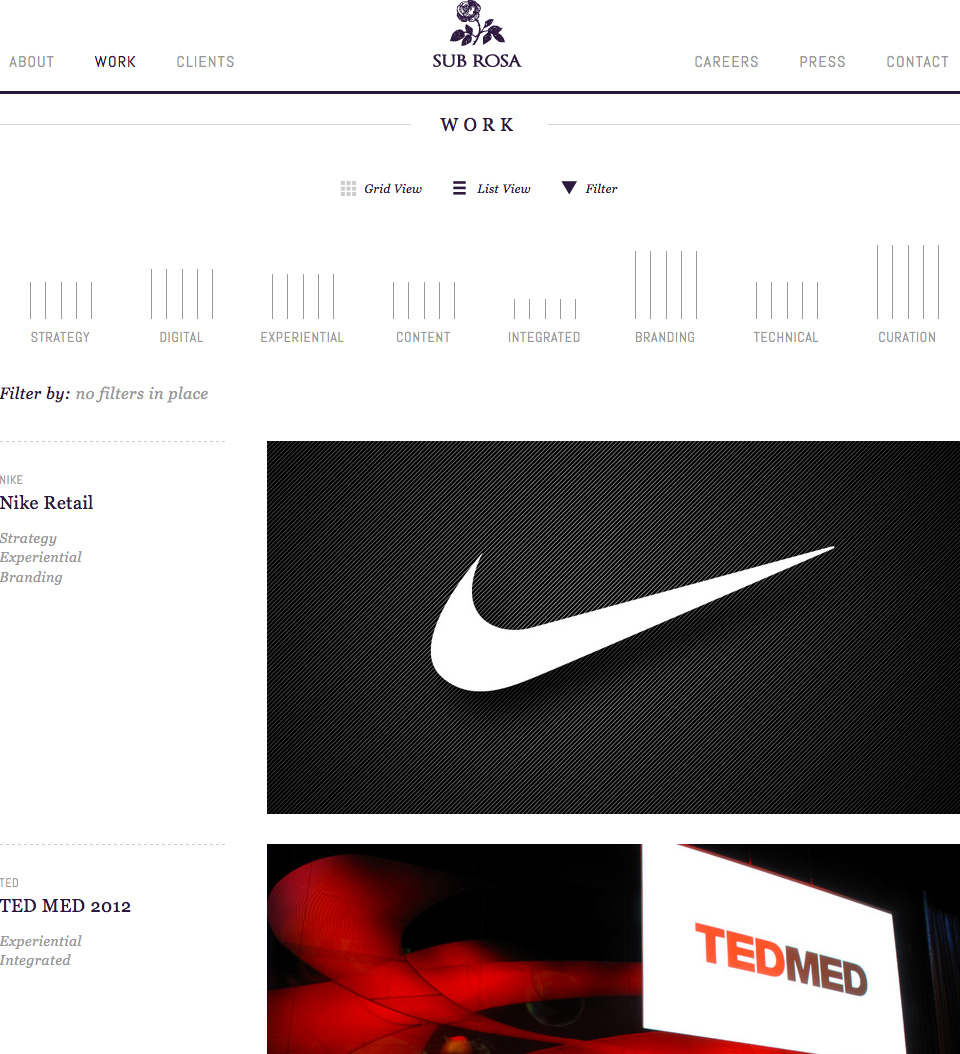 ABOUT WORK CLIENTS SUB ROSA CAREERS PRESS CONTACT
WORK
Grid View List View Filter
STRATEGY DIGITAL EXPERIENTIAL CONTENT INTEGRATED BRANDING TECHNICAL CURATION
Filter by: no filters in place
NIKE
Nike Retail
Strategy
Experiential
Branding
TED
TED MED 2012
Experiential
Integrated
TEDMED